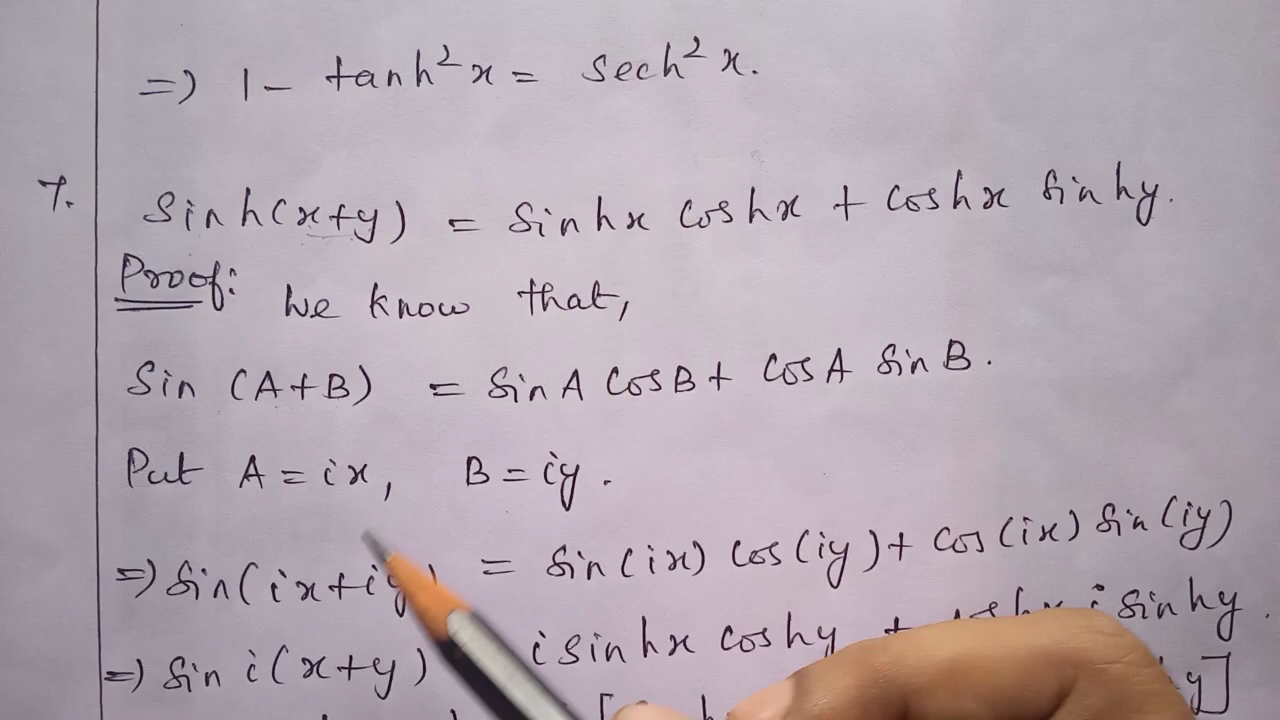 =) 1 - tanh² x = sech² x.
7. Sinh(x+y) = Sinhx coshx + coshx Sinhy.
Proof: We know that,
Sin (A+B) = Sin A Cos B + Cos A Sin B.
Put A = ix, B = iy.
=) Sin(ix+iy) = Sin(ix) Cos(iy) + Cos(ix) Sin(iy)
=) Sin i(x+y) i sinhx coshy + i sinhy.
y]